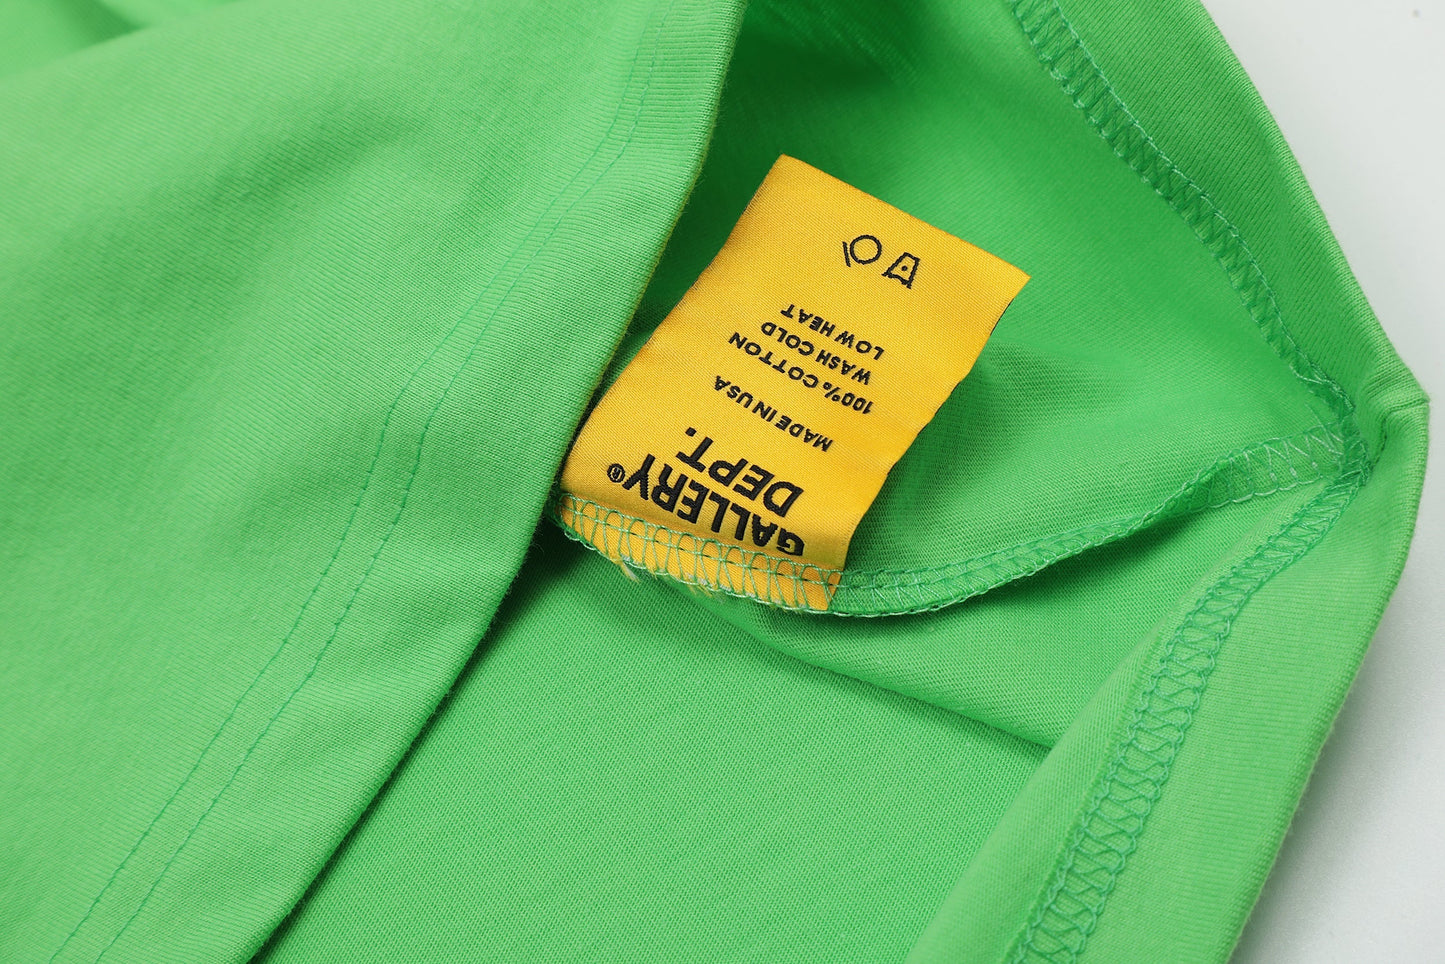 GALLERY®
DEPT.
MADE IN USA
100% COTTON
WASH COLD
LOW HEAT